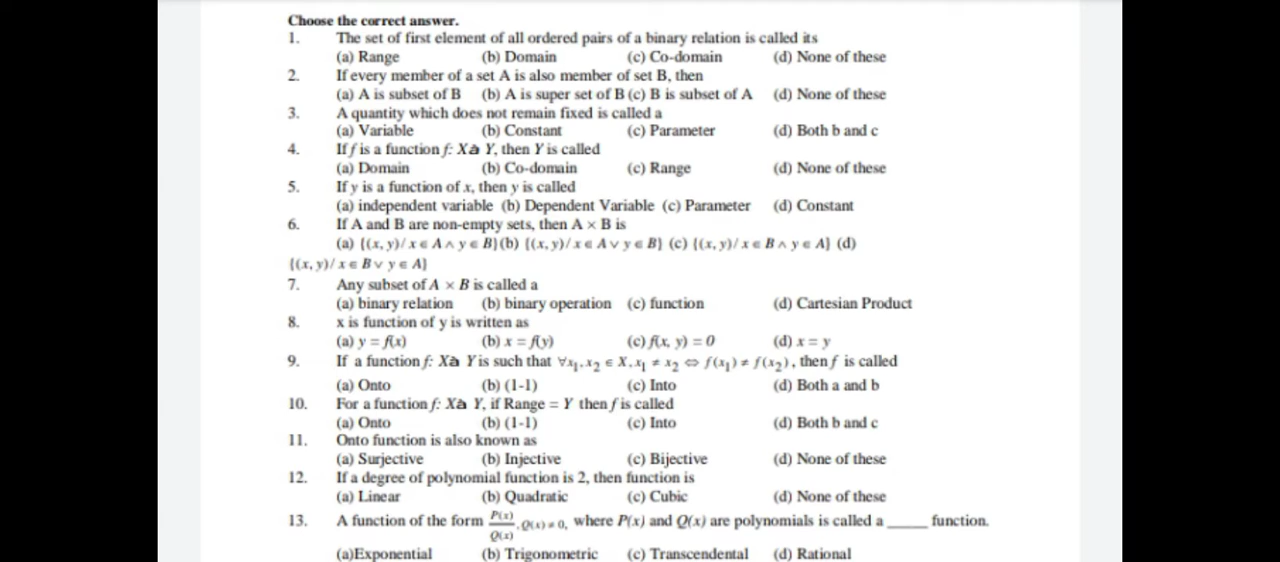 Choose the correct answer.
1. The set of first element of all ordered pairs of a binary relation is called its
(a) Range (b) Domain (c) Co-domain (d) None of these
2. If every member of a set A is also member of set B, then
(a) A is subset of B (b) A is super set of B (c) B is subset of A (d) None of these
3. A quantity which does not remain fixed is called a
(a) Variable (b) Constant (c) Parameter (d) Both b and c
4. If f is a function f: Xà Y, then Y is called
(a) Domain (b) Co-domain (c) Range (d) None of these
5. If y is a function of x, then y is called
(a) independent variable (b) Dependent Variable (c) Parameter (d) Constant
6. If A and B are non-empty sets, then A × B is
(a) {(x, y)/ x ∈ A ∧ y ∈ B}(b) {(x, y)/ x ∈ A ∨ y ∈ B} (c) {(x, y)/ x ∈ B ∧ y ∈ A} (d)
{(x, y)/ x ∈ B ∨ y ∈ A}
7. Any subset of A × B is called a
(a) binary relation (b) binary operation (c) function (d) Cartesian Product
8. x is function of y is written as
(a) y = f(x) (b) x = f(y) (c) f(x, y) = 0 (d) x = y
9. If a function f: Xà Y is such that ∀x₁, x₂ ∈ X, x₁ ≠ x₂ ⇔ f(x₁) ≠ f(x₂), then f is called
(a) Onto (b) (1-1) (c) Into (d) Both a and b
10. For a function f: Xà Y, if Range = Y then f is called
(a) Onto (b) (1-1) (c) Into (d) Both b and c
11. Onto function is also known as
(a) Surjective (b) Injective (c) Bijective (d) None of these
12. If a degree of polynomial function is 2, then function is
(a) Linear (b) Quadratic (c) Cubic (d) None of these
13. A function of the form P(x)/Q(x), Q(x) ≠ 0, where P(x) and Q(x) are polynomials is called a _____ function.
(a)Exponential (b) Trigonometric (c) Transcendental (d) Rational